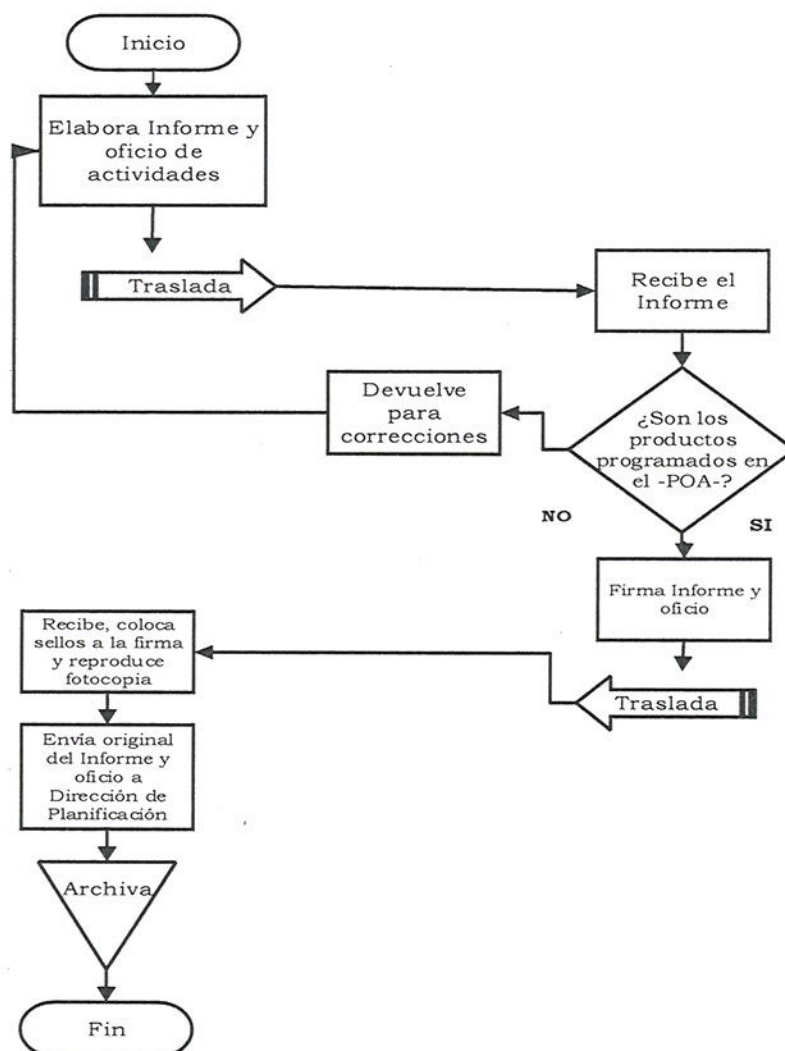 Inicio
Elabora Informe y
oficio de
actividades
Traslada
Recibe el
Informe
¿Son los
productos
programados en
el -POA-?
Devuelve
para
correcciones
NO
SI
Firma Informe y
oficio
Traslada
Recibe, coloca
sellos a la firma
y reproduce
fotocopia
Envía original
del Informe y
oficio a
Dirección de
Planificación
Archiva
Fin